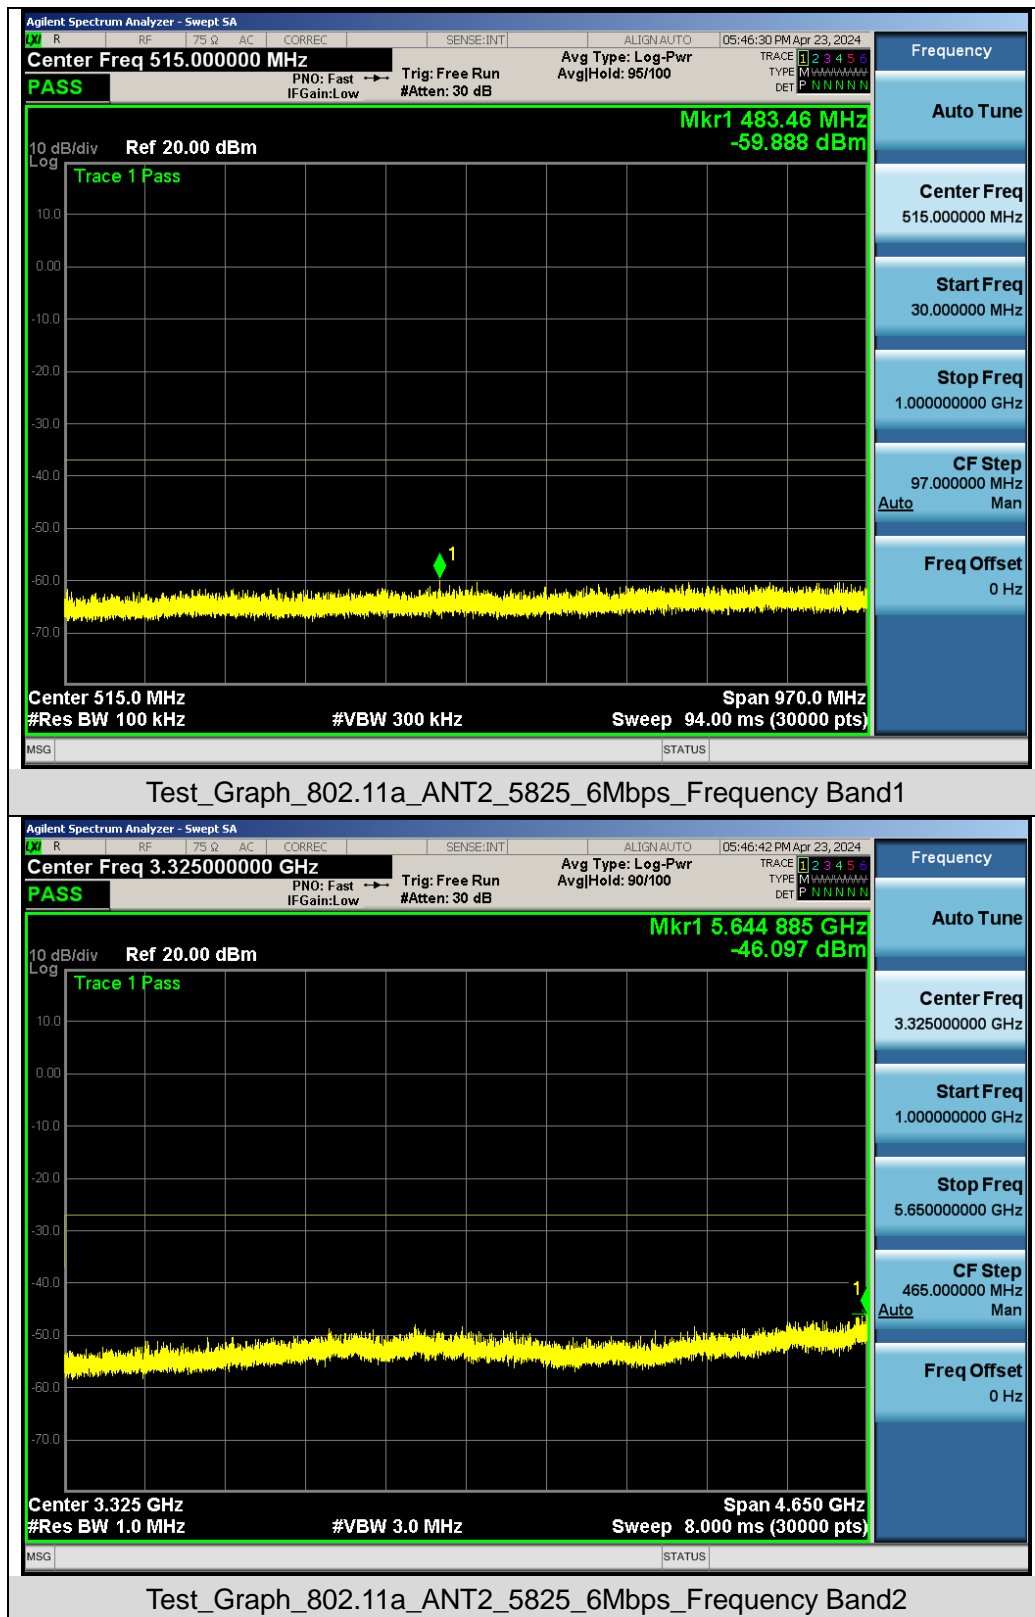 Agilent Spectrum Analyzer - Swept SA
LXI R RF 75 Ω AC CORREC SENSE:INT ALIGN AUTO 05:46:30 PM Apr 23, 2024
Center Freq 515.000000 MHz
PASS
PNO: Fast
IFGain:Low
Trig: Free Run
#Atten: 30 dB
Avg Type: Log-Pwr
Avg|Hold: 95/100
TRACE 1 2 3 4 5 6
TYPE M WWWWW
DET P N N N N N
Mkr1 483.46 MHz
-59.888 dBm
10 dB/div Ref 20.00 dBm
Log
Trace 1 Pass
10.0
0.00
-10.0
-20.0
-30.0
-40.0
-50.0
1
-60.0
-70.0
Center 515.0 MHz Span 970.0 MHz
#Res BW 100 kHz #VBW 300 kHz Sweep 94.00 ms (30000 pts)
MSG STATUS
Frequency
Auto Tune
Center Freq
515.000000 MHz
Start Freq
30.000000 MHz
Stop Freq
1.000000000 GHz
CF Step
97.000000 MHz
Auto Man
Freq Offset
0 Hz
Test_Graph_802.11a_ANT2_5825_6Mbps_Frequency Band1
Agilent Spectrum Analyzer - Swept SA
LXI R RF 75 Ω AC CORREC SENSE:INT ALIGN AUTO 05:46:42 PM Apr 23, 2024
Center Freq 3.325000000 GHz
PASS
PNO: Fast
IFGain:Low
Trig: Free Run
#Atten: 30 dB
Avg Type: Log-Pwr
Avg|Hold: 90/100
TRACE 1 2 3 4 5 6
TYPE M WWWWW
DET P N N N N N
Mkr1 5.644 885 GHz
-46.097 dBm
10 dB/div Ref 20.00 dBm
Log
Trace 1 Pass
10.0
0.00
-10.0
-20.0
-30.0
-40.0
1
-50.0
-60.0
-70.0
Center 3.325 GHz Span 4.650 GHz
#Res BW 1.0 MHz #VBW 3.0 MHz Sweep 8.000 ms (30000 pts)
MSG STATUS
Frequency
Auto Tune
Center Freq
3.325000000 GHz
Start Freq
1.000000000 GHz
Stop Freq
5.650000000 GHz
CF Step
465.000000 MHz
Auto Man
Freq Offset
0 Hz
Test_Graph_802.11a_ANT2_5825_6Mbps_Frequency Band2